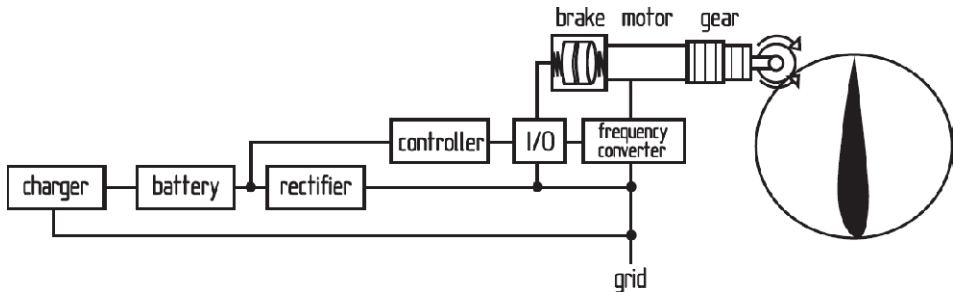 brake motor gear
controller I/O frequency
converter
charger battery rectifier
grid